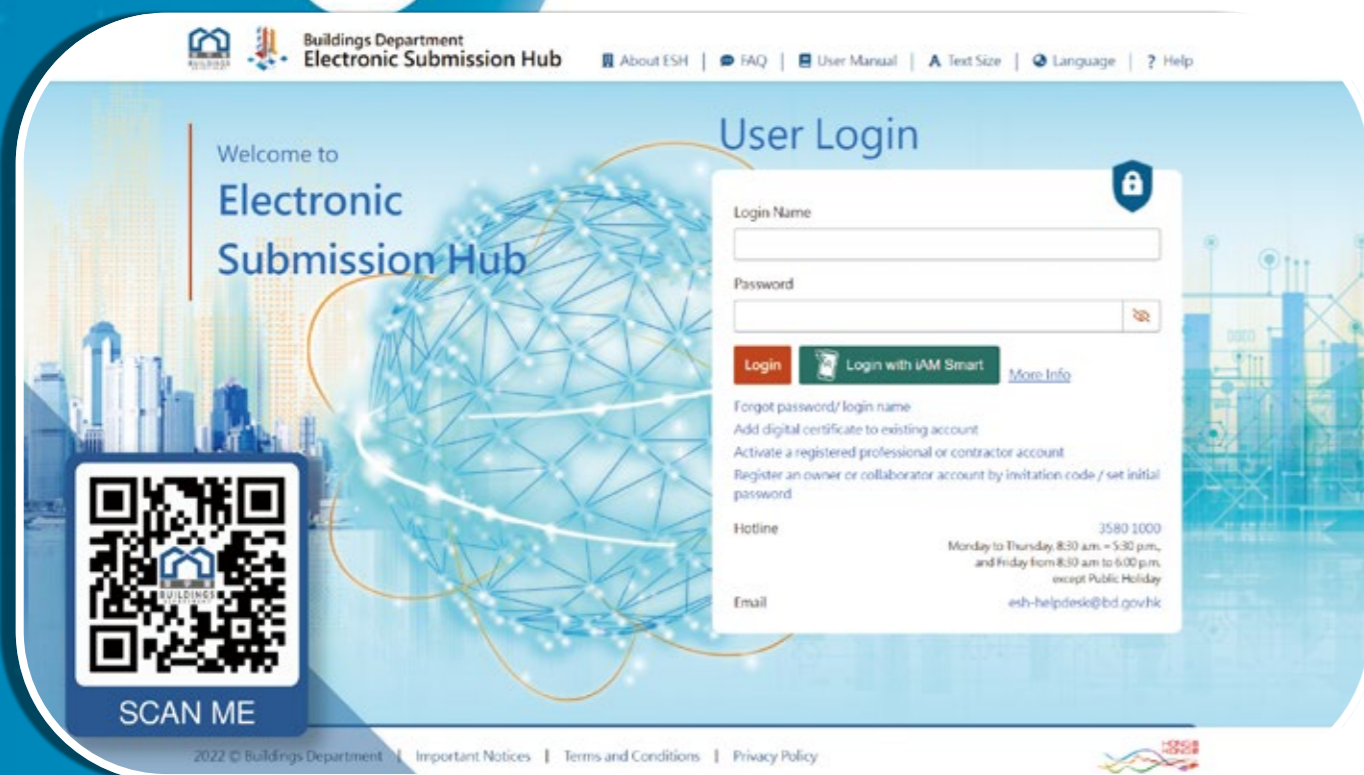 Buildings Department
Electronic Submission Hub
About ESH | FAQ | User Manual | A Text Size | Language | ? Help
Welcome to
Electronic
Submission Hub
User Login
Login Name
Password
Login
Login with iAM Smart
More Info
Forgot password/ login name
Add digital certificate to existing account
Activate a registered professional or contractor account
Register an owner or collaborator account by invitation code / set initial
password
Hotline
3580 1000
Monday to Thursday, 8:30 a.m. – 5:30 p.m.,
and Friday from 8:30 a.m to 6:00 p.m.
except Public Holiday
Email
esh-helpdesk@bd.gov.hk
BUILDINGS
DEPARTMENT
SCAN ME
2022 © Buildings Department | Important Notices | Terms and Conditions | Privacy Policy